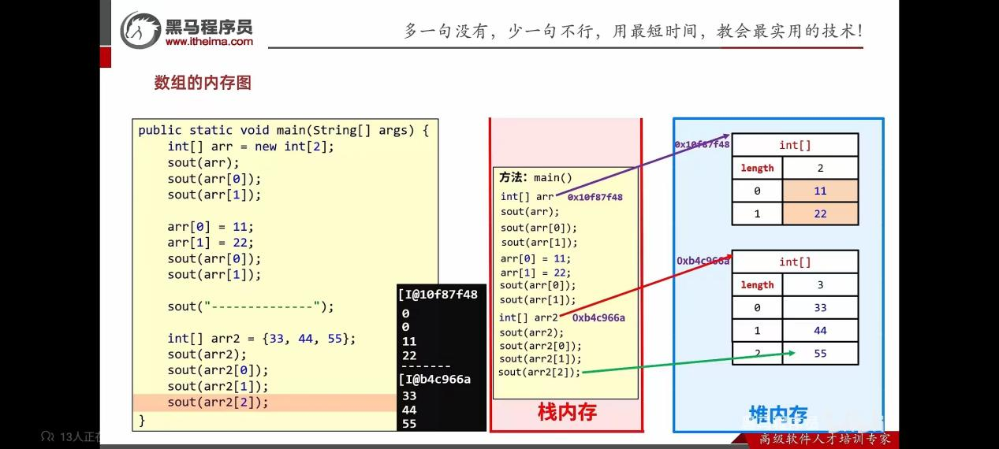 黑马程序员
www.itheima.com
多一句没有，少一句不行，用最短时间，教会最实用的技术!
数组的内存图
public static void main(String[] args) {
int[] arr = new int[2];
sout(arr);
sout(arr[0]);
sout(arr[1]);
arr[0] = 11;
arr[1] = 22;
sout(arr[0]);
sout(arr[1]);
sout("--------------");
int[] arr2 = {33, 44, 55};
sout(arr2);
sout(arr2[0]);
sout(arr2[1]);
sout(arr2[2]);
}
[I@10f87f48
0
0
11
22
-------
[I@b4c966a
33
44
55
方法：main()
int[] arr 0x10f87f48
sout(arr);
sout(arr[0]);
sout(arr[1]);
arr[0] = 11;
arr[1] = 22;
sout(arr[0]);
sout(arr[1]);
int[] arr2 0xb4c966a
sout(arr2);
sout(arr2[0]);
sout(arr2[1]);
sout(arr2[2]);
栈内存
0x10f87f48
int[]
length 2
0 11
1 22
0xb4c966a
int[]
length 3
0 33
1 44
2 55
堆内存
高级软件人才培训专家
13人正在